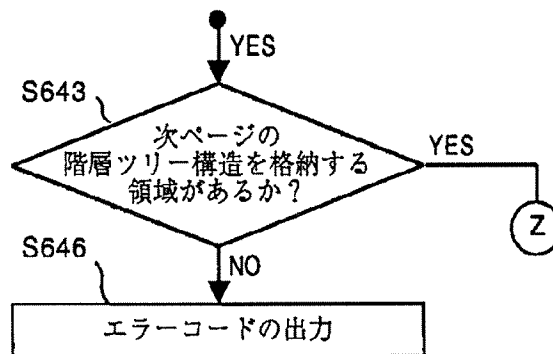 YES
S643
次ページの
階層ツリー構造を格納する
領域があるか？
YES
Z
S646
NO
エラーコードの出力